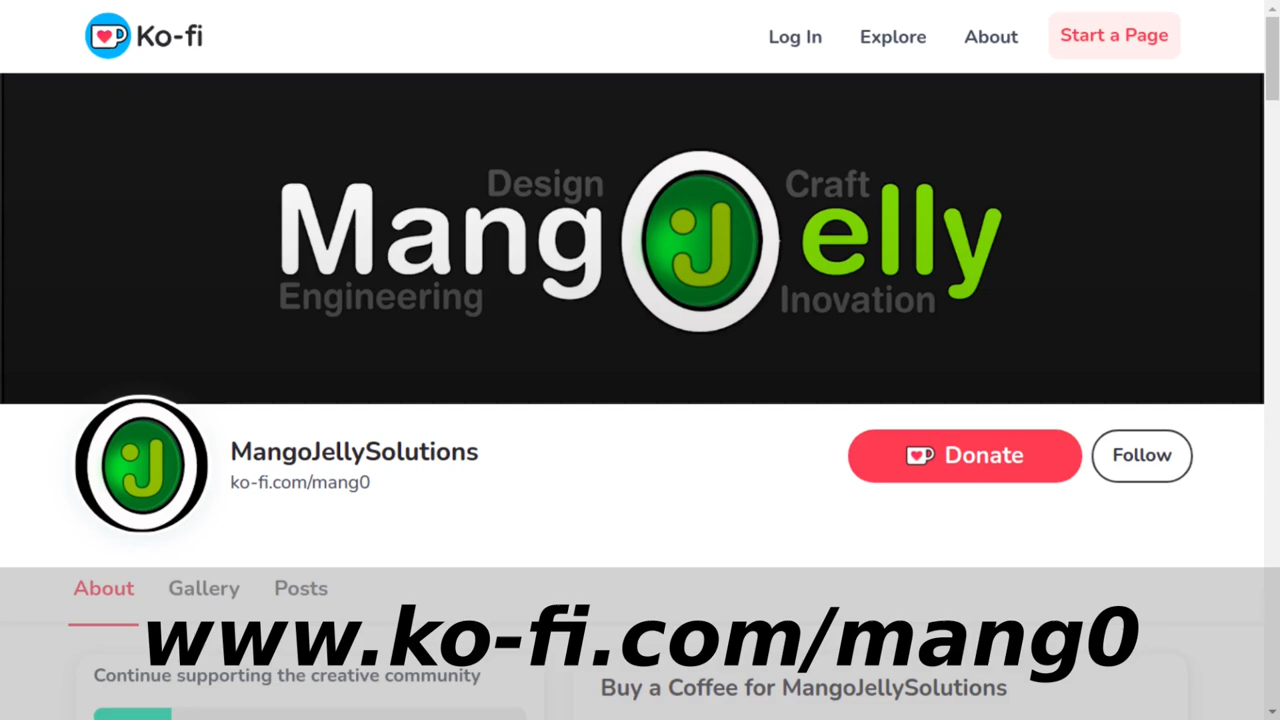 Ko-fi
Log In Explore About Start a Page
Design Craft
Mang J elly
Engineering Inovation
J
MangoJellySolutions
ko-fi.com/mang0
Donate Follow
About Gallery Posts
www.ko-fi.com/mang0
Continue supporting the creative community
Buy a Coffee for MangoJellySolutions